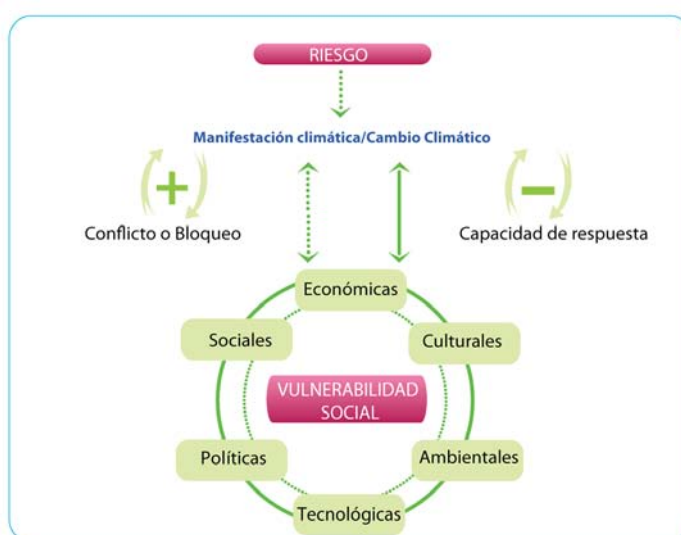 RIESGO
Manifestación climática/Cambio Climático
+
−
Conflicto o Bloqueo
Capacidad de respuesta
Económicas
Sociales
Culturales
VULNERABILIDAD
SOCIAL
Políticas
Ambientales
Tecnológicas